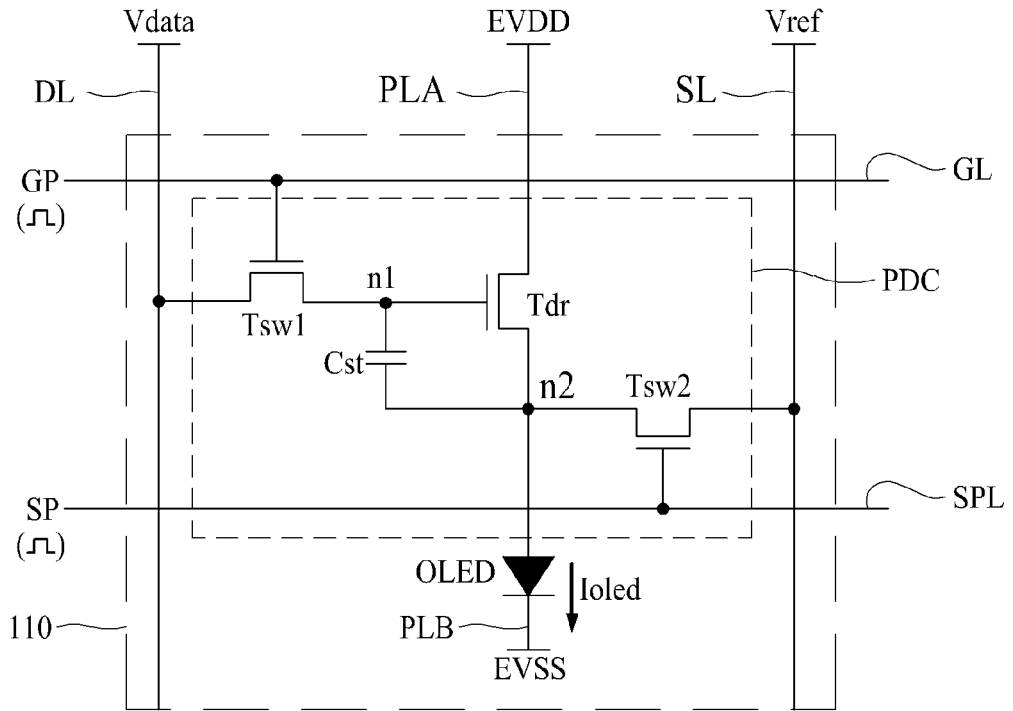 Vdata
EVDD
Vref
DL
PLA
SL
GP
GL
n1
Tdr
PDC
Tsw1
Cst
n2
Tsw2
SP
SPL
OLED
Ioled
110
PLB
EVSS